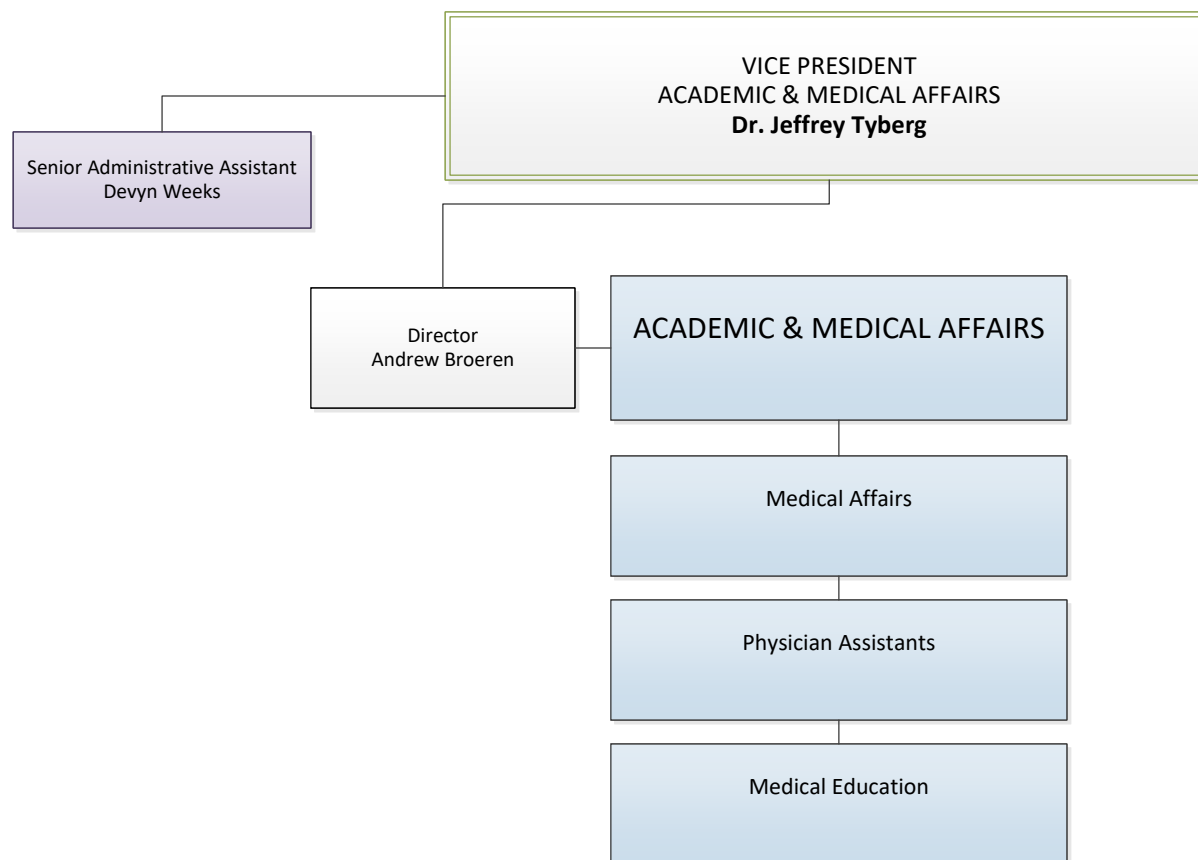 VICE PRESIDENT
ACADEMIC & MEDICAL AFFAIRS
Dr. Jeffrey Tyberg
Senior Administrative Assistant
Devyn Weeks
Director
Andrew Broeren
ACADEMIC & MEDICAL AFFAIRS
Medical Affairs
Physician Assistants
Medical Education